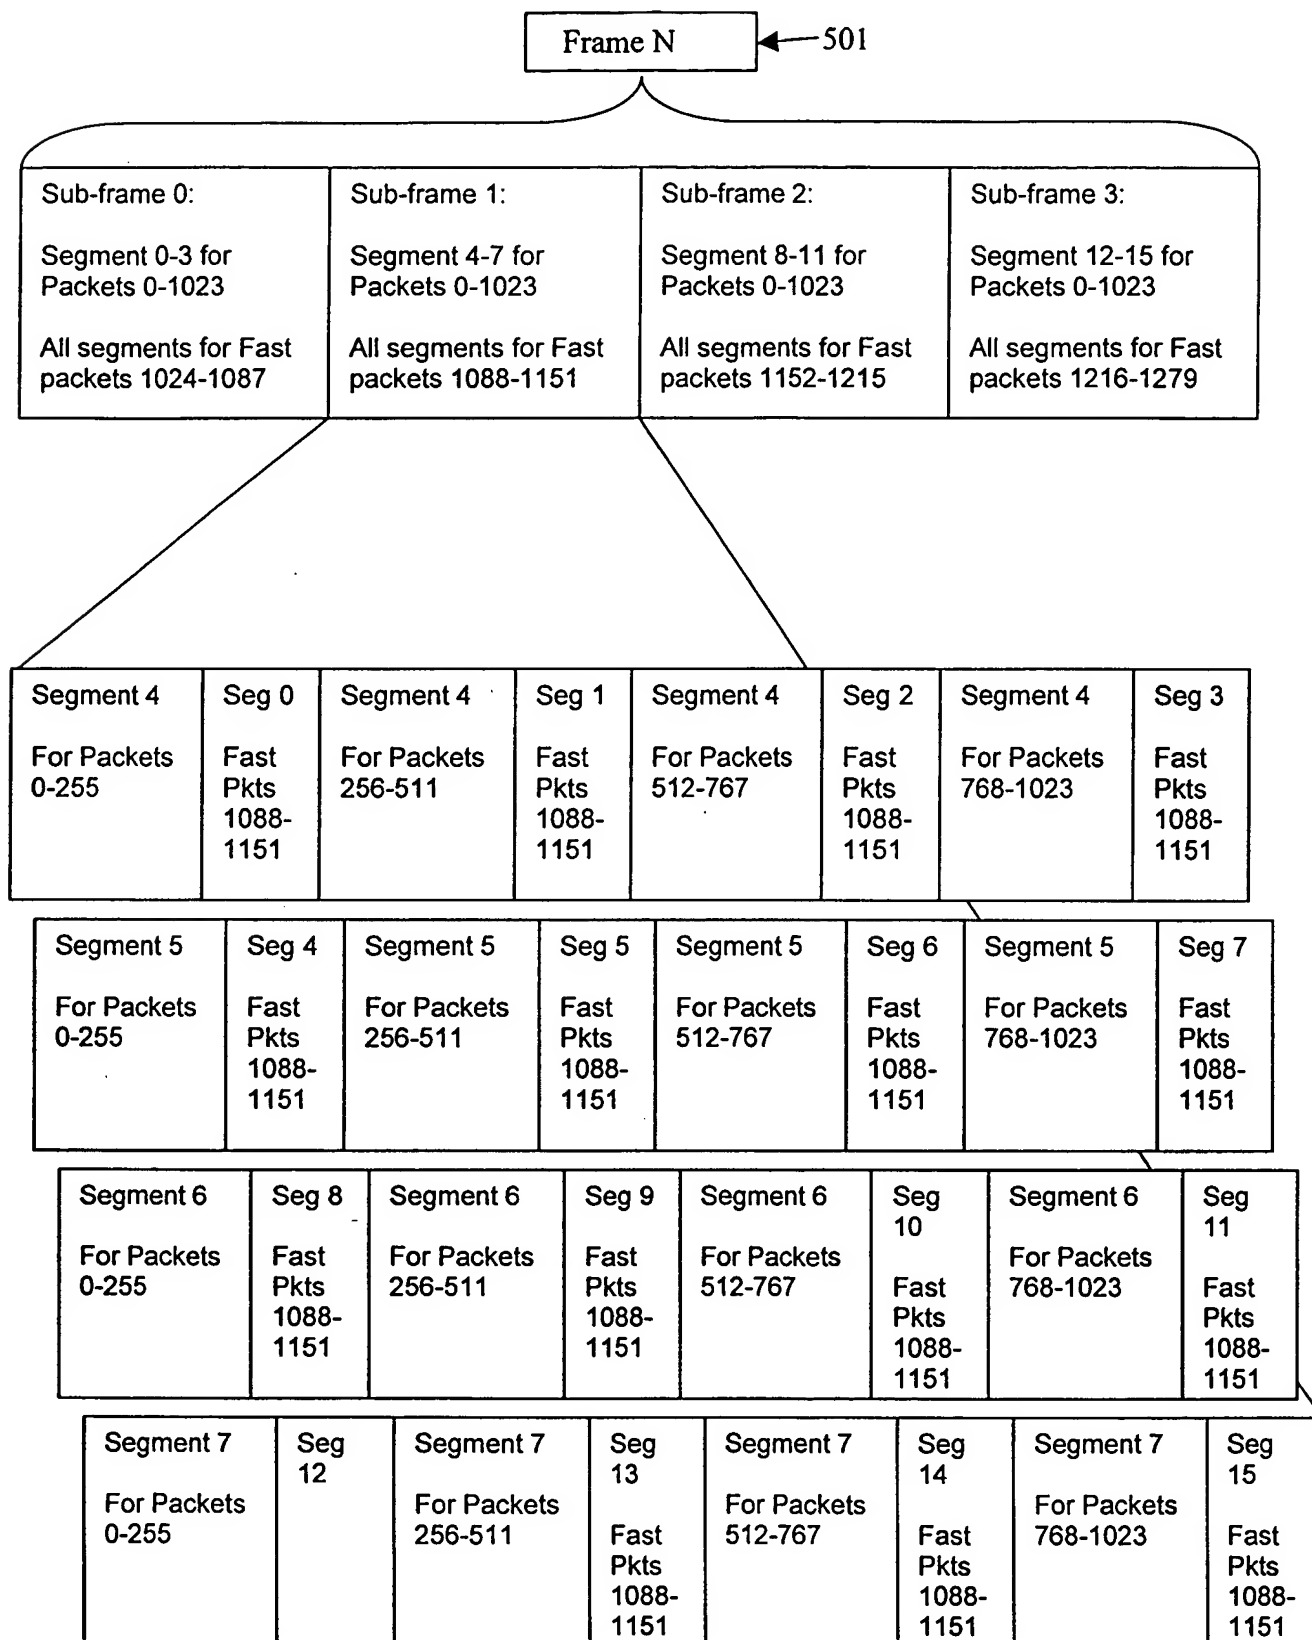 Frame N
501
Sub-frame 0:
Segment 0-3 for
Packets 0-1023
All segments for Fast
packets 1024-1087
Sub-frame 1:
Segment 4-7 for
Packets 0-1023
All segments for Fast
packets 1088-1151
Sub-frame 2:
Segment 8-11 for
Packets 0-1023
All segments for Fast
packets 1152-1215
Sub-frame 3:
Segment 12-15 for
Packets 0-1023
All segments for Fast
packets 1216-1279
Segment 4
For Packets
0-255
Seg 0
Fast
Pkts
1088-
1151
Segment 4
For Packets
256-511
Seg 1
Fast
Pkts
1088-
1151
Segment 4
For Packets
512-767
Seg 2
Fast
Pkts
1088-
1151
Segment 4
For Packets
768-1023
Seg 3
Fast
Pkts
1088-
1151
Segment 5
For Packets
0-255
Seg 4
Fast
Pkts
1088-
1151
Segment 5
For Packets
256-511
Seg 5
Fast
Pkts
1088-
1151
Segment 5
For Packets
512-767
Seg 6
Fast
Pkts
1088-
1151
Segment 5
For Packets
768-1023
Seg 7
Fast
Pkts
1088-
1151
Segment 6
For Packets
0-255
Seg 8
Fast
Pkts
1088-
1151
Segment 6
For Packets
256-511
Seg 9
Fast
Pkts
1088-
1151
Segment 6
For Packets
512-767
Seg
10
Fast
Pkts
1088-
1151
Segment 6
For Packets
768-1023
Seg
11
Fast
Pkts
1088-
1151
Segment 7
For Packets
0-255
Seg
12
Segment 7
For Packets
256-511
Seg
13
Fast
Pkts
1088-
1151
Segment 7
For Packets
512-767
Seg
14
Fast
Pkts
1088-
1151
Segment 7
For Packets
768-1023
Seg
15
Fast
Pkts
1088-
1151